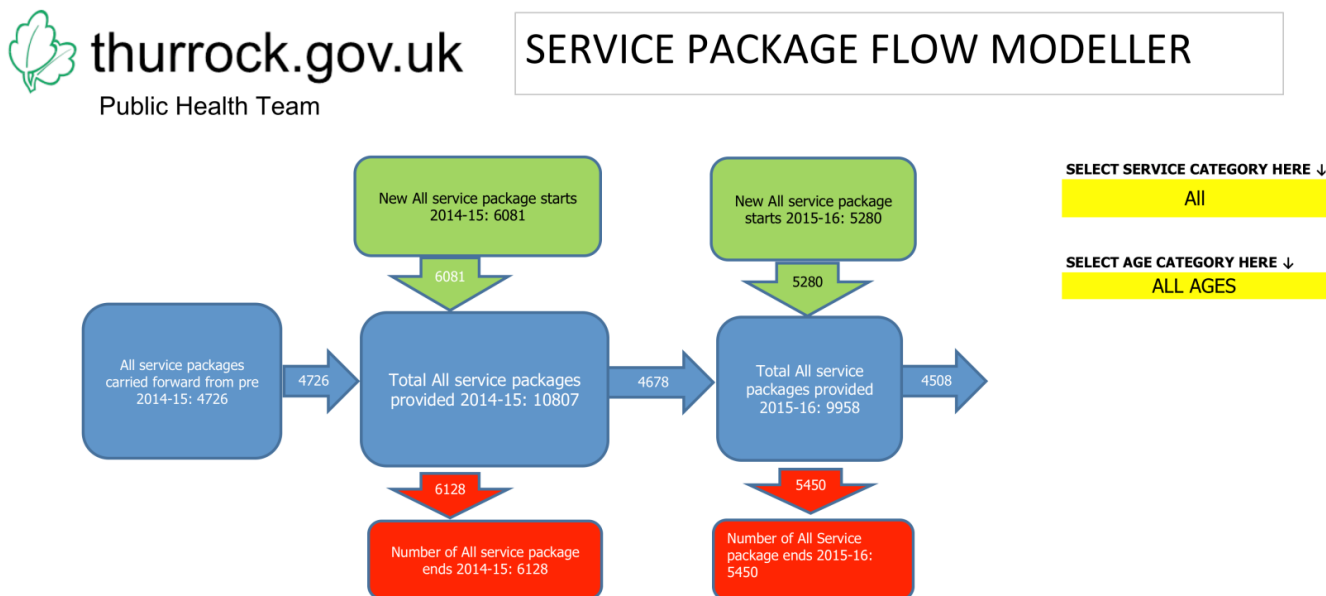 thurrock.gov.uk
Public Health Team
SERVICE PACKAGE FLOW MODELLER
SELECT SERVICE CATEGORY HERE ↓
All
SELECT AGE CATEGORY HERE ↓
ALL AGES
New All service package starts
2014-15: 6081
6081
New All service package
starts 2015-16: 5280
5280
All service packages
carried forward from pre
2014-15: 4726
4726
Total All service packages
provided 2014-15: 10807
4678
Total All service
packages provided
2015-16: 9958
4508
6128
Number of All service package
ends 2014-15: 6128
5450
Number of All Service
package ends 2015-16:
5450